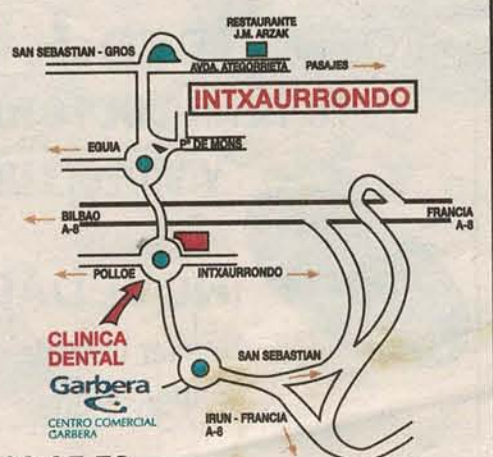 RESTAURANTE
J.M. ARZAK
SAN SEBASTIAN - GROS
AVDA. ATEGORRIETA
PASAJES
INTXAURRONDO
EGUIA
Pº DE MONS
BILBAO
A-8
FRANCIA
A-8
POLLOE
INTXAURRONDO
CLINICA
DENTAL
SAN SEBASTIAN
Garbera
CENTRO COMERCIAL
GARBERA
IRUN - FRANCIA
A-8